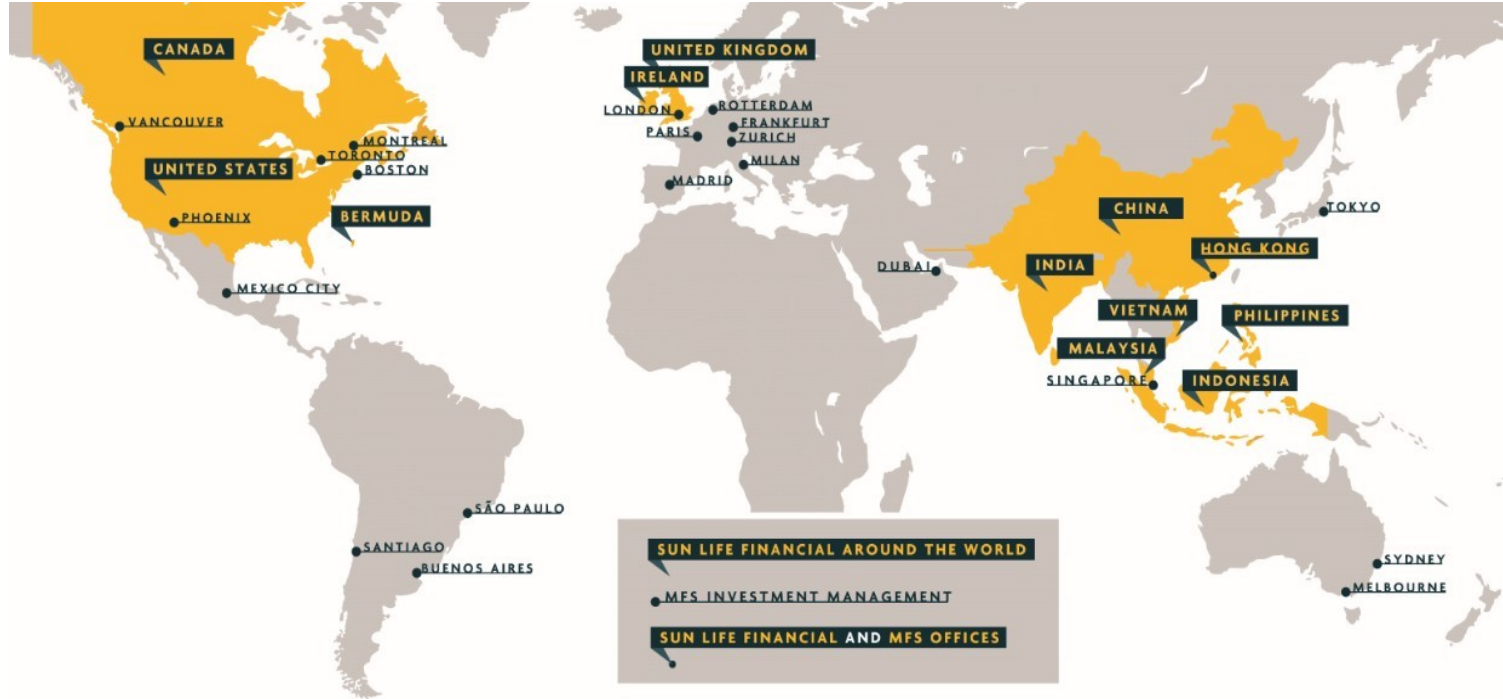 CANADA
VANCOUVER
MONTREAL
TORONTO
BOSTON
UNITED STATES
PHOENIX
BERMUDA
MEXICO CITY
SÃO PAULO
SANTIAGO
BUENOS AIRES
UNITED KINGDOM
IRELAND
LONDON
ROTTERDAM
FRANKFURT
PARIS
ZURICH
MILAN
MADRID
DUBAI
CHINA
TOKYO
HONG KONG
INDIA
VIETNAM
PHILIPPINES
MALAYSIA
SINGAPORE
INDONESIA
SYDNEY
MELBOURNE
SUN LIFE FINANCIAL AROUND THE WORLD
MFS INVESTMENT MANAGEMENT
SUN LIFE FINANCIAL AND MFS OFFICES